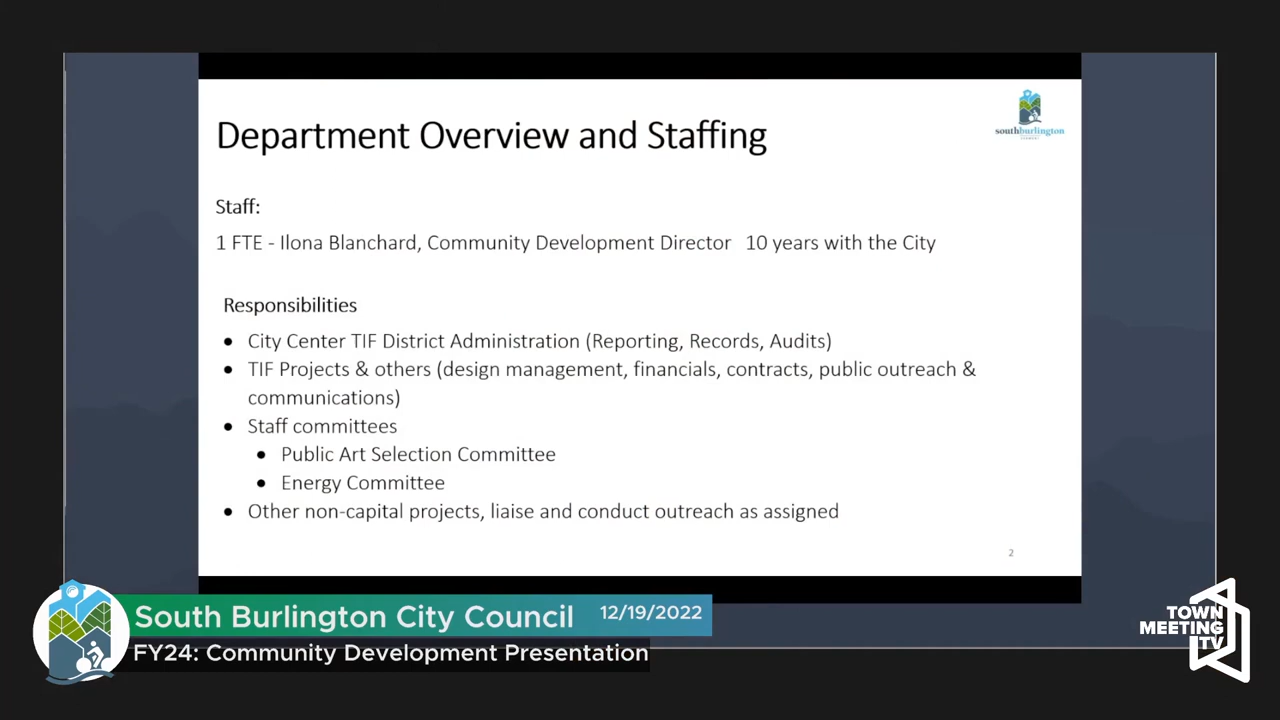 southburlington
Department Overview and Staffing
Staff:
1 FTE - Ilona Blanchard, Community Development Director 10 years with the City
Responsibilities
• City Center TIF District Administration (Reporting, Records, Audits)
• TIF Projects & others (design management, financials, contracts, public outreach &
communications)
• Staff committees
• Public Art Selection Committee
• Energy Committee
• Other non-capital projects, liaise and conduct outreach as assigned
2
South Burlington City Council 12/19/2022
FY24: Community Development Presentation
TOWN
MEETING
TV